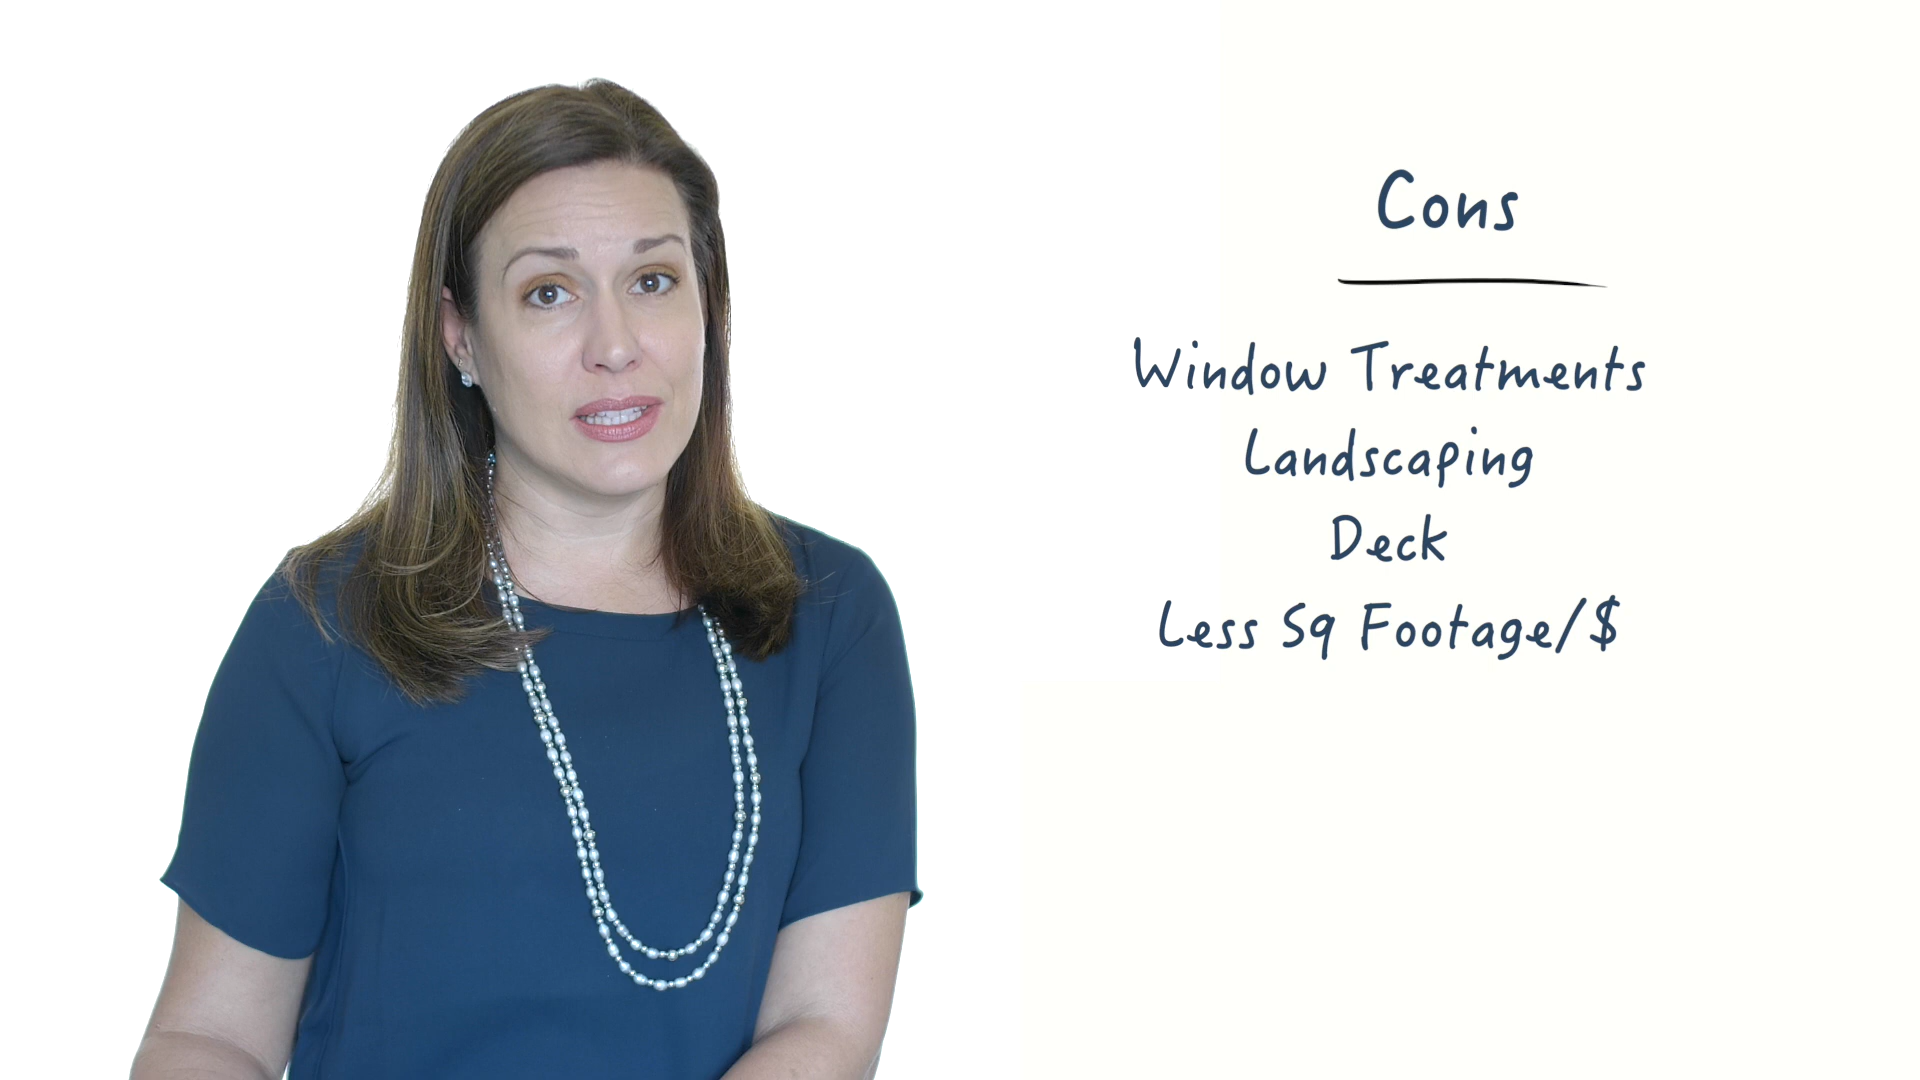 Cons
Window Treatments
Landscaping
Deck
Less Sq Footage/$